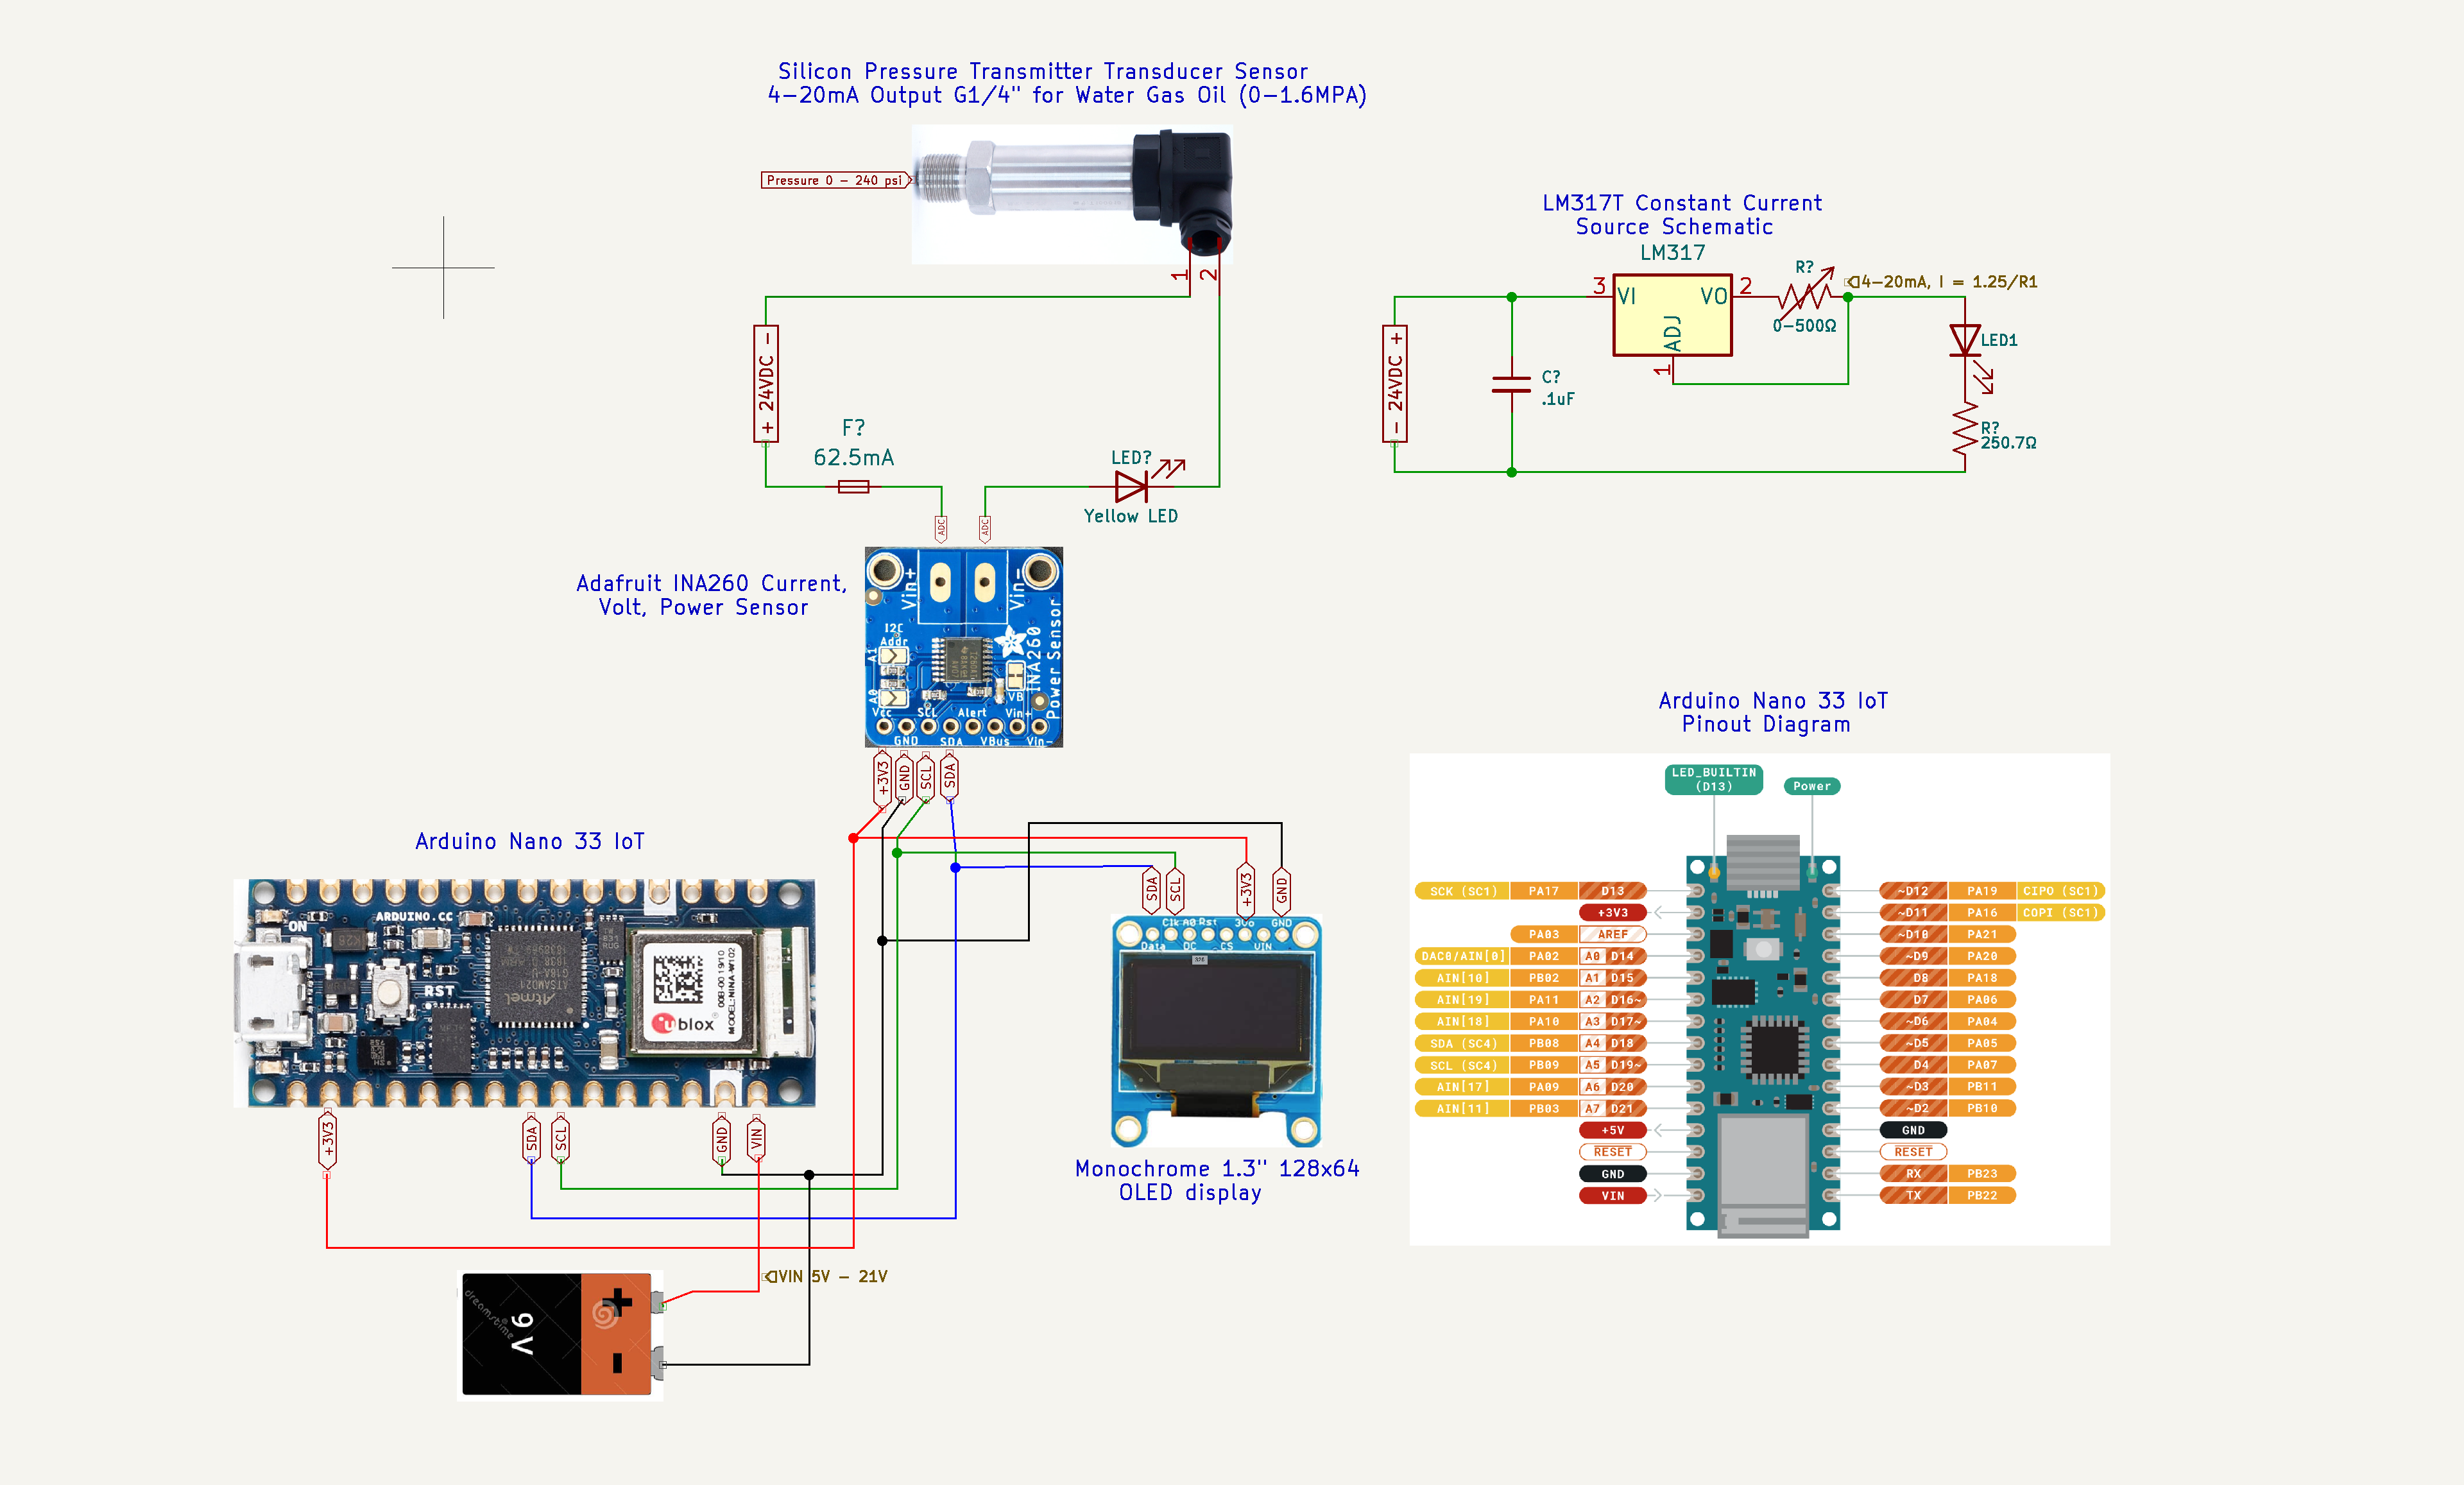 Silicon Pressure Transmitter Transducer Sensor
4-20mA Output G1/4" for Water Gas Oil (0-1.6MPA)
Pressure 0 - 240 psi
1
2
+ 24VDC -
F?
62.5mA
LED?
Yellow LED
ADC
ADC
LM317T Constant Current
Source Schematic
LM317
3
VI
VO
2
ADJ
1
R?
0-500Ω
4-20mA, I = 1.25/R1
- 24VDC +
C?
.1uF
LED1
R?
250.7Ω
Adafruit INA260 Current,
Volt, Power Sensor
Vin+
Vin-
I2C
Addr
A1
A0
INA260
Power Sensor
VB
Vcc
SCL
Alert
Vin+
GND
SDA
VBus
Vin-
+3V3
GND
SCL
SDA
Arduino Nano 33 IoT
ARDUINO.CC
ON
K28
RST
L
Atmel
ATSAMD21
G18A-U
ublox
MODEL:NINA-W102
00B-00 19/10
+3V3
SDA
SCL
GND
VIN
SDA
SCL
+3V3
GND
Clk A0 Rst
3Vo
GND
Data
DC
CS
VIN
Monochrome 1.3" 128x64
OLED display
VIN 5V - 21V
9V
+
-
dreamstime
Arduino Nano 33 IoT
Pinout Diagram
LED_BUILTIN
(D13)
Power
SCK (SC1) PA17 D13
~D12 PA19 CIPO (SC1)
+3V3
~D11 PA16 COPI (SC1)
PA03 AREF
~D10 PA21
DAC0/AIN[0] PA02 A0 D14
~D9 PA20
AIN[10] PB02 A1 D15
D8 PA18
AIN[19] PA11 A2 D16~
D7 PA06
AIN[18] PA10 A3 D17~
~D6 PA04
SDA (SC4) PB08 A4 D18
~D5 PA05
SCL (SC4) PB09 A5 D19~
D4 PA07
AIN[17] PA09 A6 D20
~D3 PB11
AIN[11] PB03 A7 D21
~D2 PB10
+5V
GND
RESET
RESET
GND
RX PB23
VIN
TX PB22